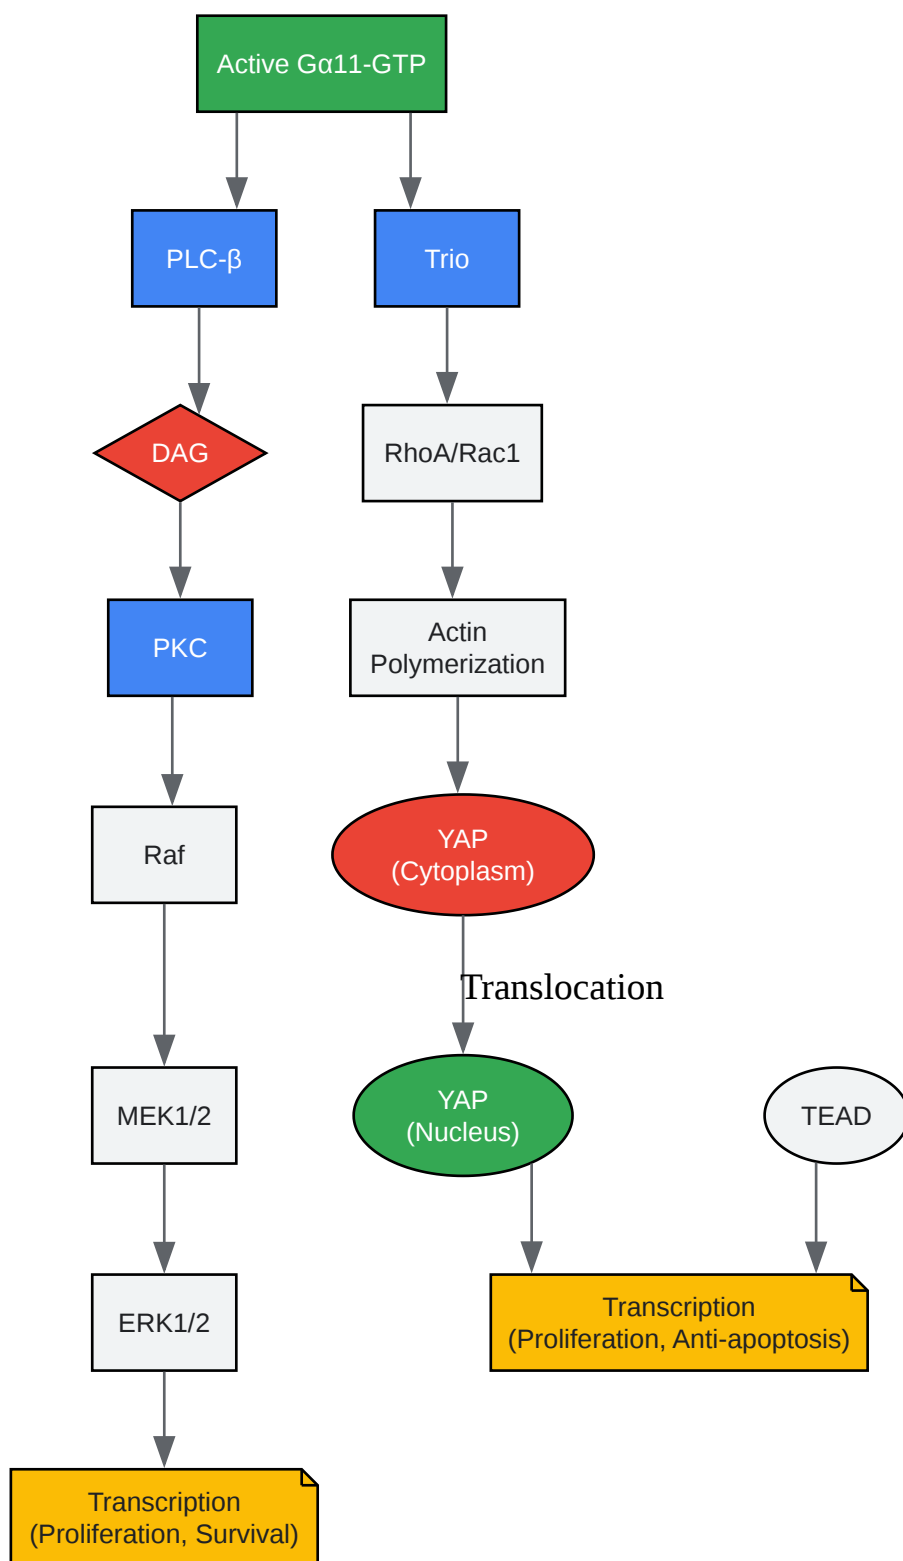 Active Gα11-GTP
PLC-β
Trio
DAG
RhoA/Rac1
PKC
Actin
Polymerization
Raf
YAP
(Cytoplasm)
Translocation
MEK1/2
YAP
(Nucleus)
TEAD
ERK1/2
Transcription
(Proliferation, Anti-apoptosis)
Transcription
(Proliferation, Survival)